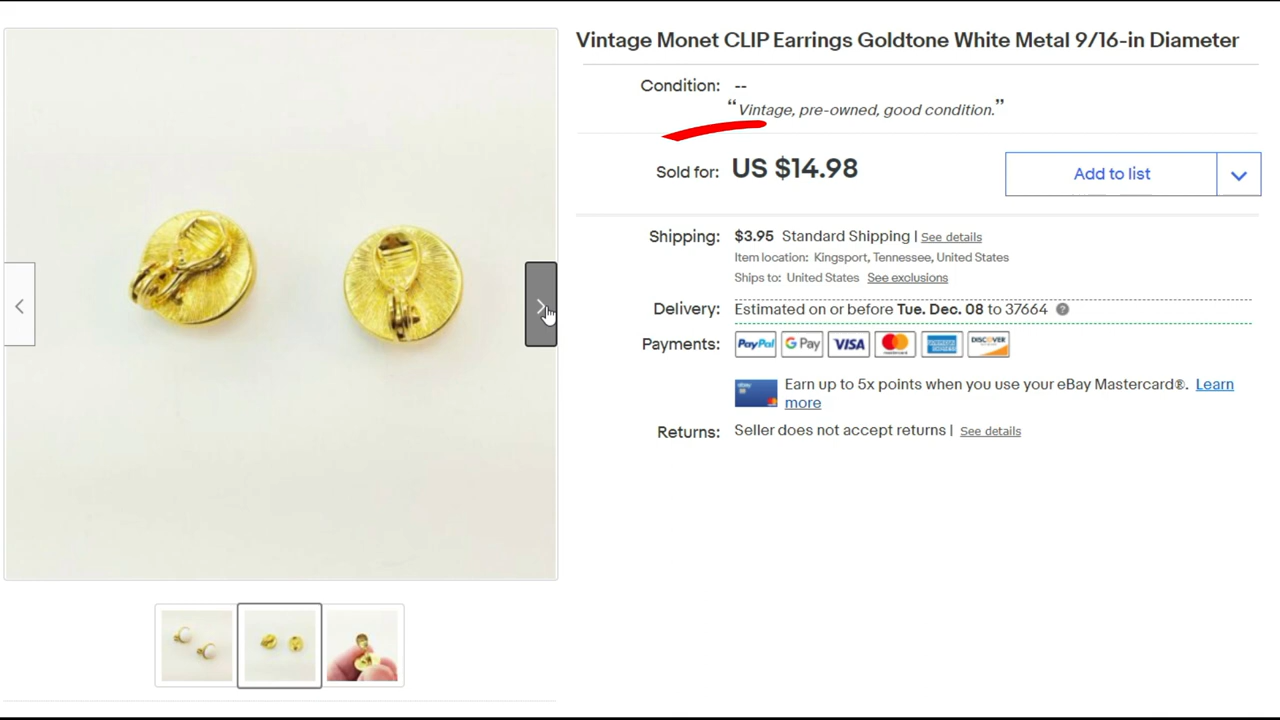 Vintage Monet CLIP Earrings Goldtone White Metal 9/16-in Diameter
Condition: --
“Vintage, pre-owned, good condition.”
Sold for: US $14.98
Add to list
Shipping: $3.95 Standard Shipping | See details
Item location: Kingsport, Tennessee, United States
Ships to: United States See exclusions
Delivery: Estimated on or before Tue. Dec. 08 to 37664 ?
Payments: PayPal G Pay VISA DISCOVER
Earn up to 5x points when you use your eBay Mastercard®. Learn
more
Returns: Seller does not accept returns | See details